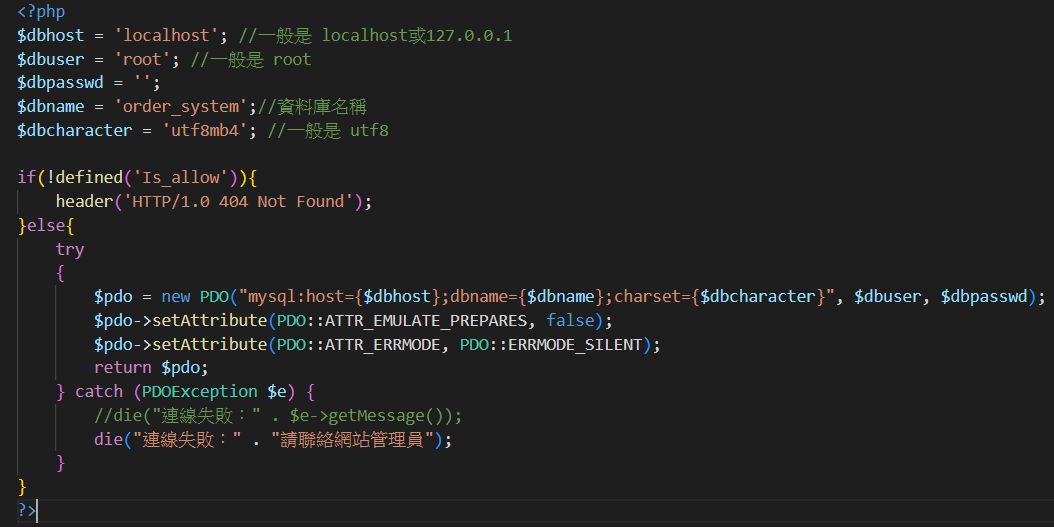 <?php
$dbhost = 'localhost'; //一般是 localhost或127.0.0.1
$dbuser = 'root'; //一般是 root
$dbpasswd = '';
$dbname = 'order_system';//資料庫名稱
$dbcharacter = 'utf8mb4'; //一般是 utf8
if(!defined('Is_allow')){
    header('HTTP/1.0 404 Not Found');
}else{
    try
    {
        $pdo = new PDO("mysql:host={$dbhost};dbname={$dbname};charset={$dbcharacter}", $dbuser, $dbpasswd);
        $pdo->setAttribute(PDO::ATTR_EMULATE_PREPARES, false);
        $pdo->setAttribute(PDO::ATTR_ERRMODE, PDO::ERRMODE_SILENT);
        return $pdo;
    } catch (PDOException $e) {
        //die("連線失敗：" . $e->getMessage());
        die("連線失敗：" . "請聯絡網站管理員");
    }
}
?>